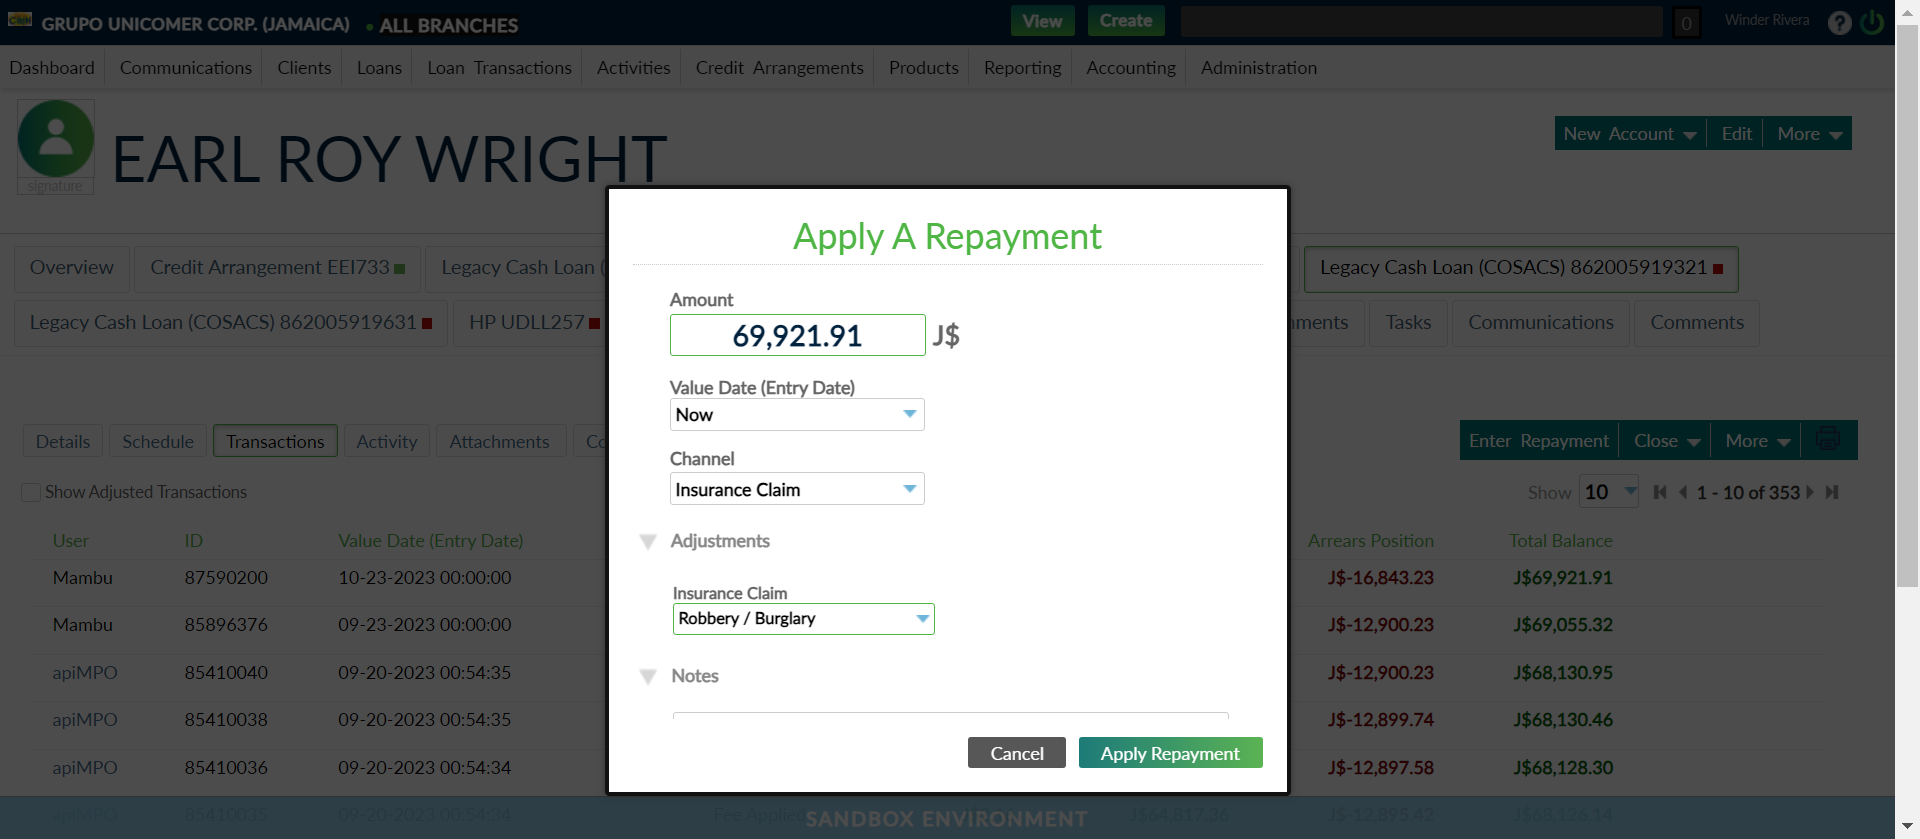 GRUPO UNICOMER CORP. (JAMAICA) ALL BRANCHES View Create 0 Winder Rivera ?
Dashboard Communications Clients Loans Loan Transactions Activities Credit Arrangements Products Reporting Accounting Administration
signature
EARL ROY WRIGHT
New Account Edit More
Overview Credit Arrangement EEI733 Legacy Cash Loan ( Legacy Cash Loan (COSACS) 862005919321
Legacy Cash Loan (COSACS) 862005919631 HP UDLL257 Tasks Communications Comments
Details Schedule Transactions Activity Attachments
Enter Repayment Close More
Show Adjusted Transactions
Show 10 1 - 10 of 353
User ID Value Date (Entry Date) Arrears Position Total Balance
Mambu 87590200 10-23-2023 00:00:00 J$-16,843.23 J$69,921.91
Mambu 85896376 09-23-2023 00:00:00 J$-12,900.23 J$69,055.32
apiMPO 85410040 09-20-2023 00:54:35 J$-12,900.23 J$68,130.95
apiMPO 85410038 09-20-2023 00:54:35 J$-12,899.74 J$68,130.46
apiMPO 85410036 09-20-2023 00:54:34 J$-12,897.58 J$68,128.30
apiMPO 85410035 09-20-2023 00:54:34 Fee Applied J$64,817.36 J$-12,895.42 J$68,126.14
SANDBOX ENVIRONMENT
Apply A Repayment
Amount
69,921.91 J$
Value Date (Entry Date)
Now
Channel
Insurance Claim
Adjustments
Insurance Claim
Robbery / Burglary
Notes
Cancel Apply Repayment